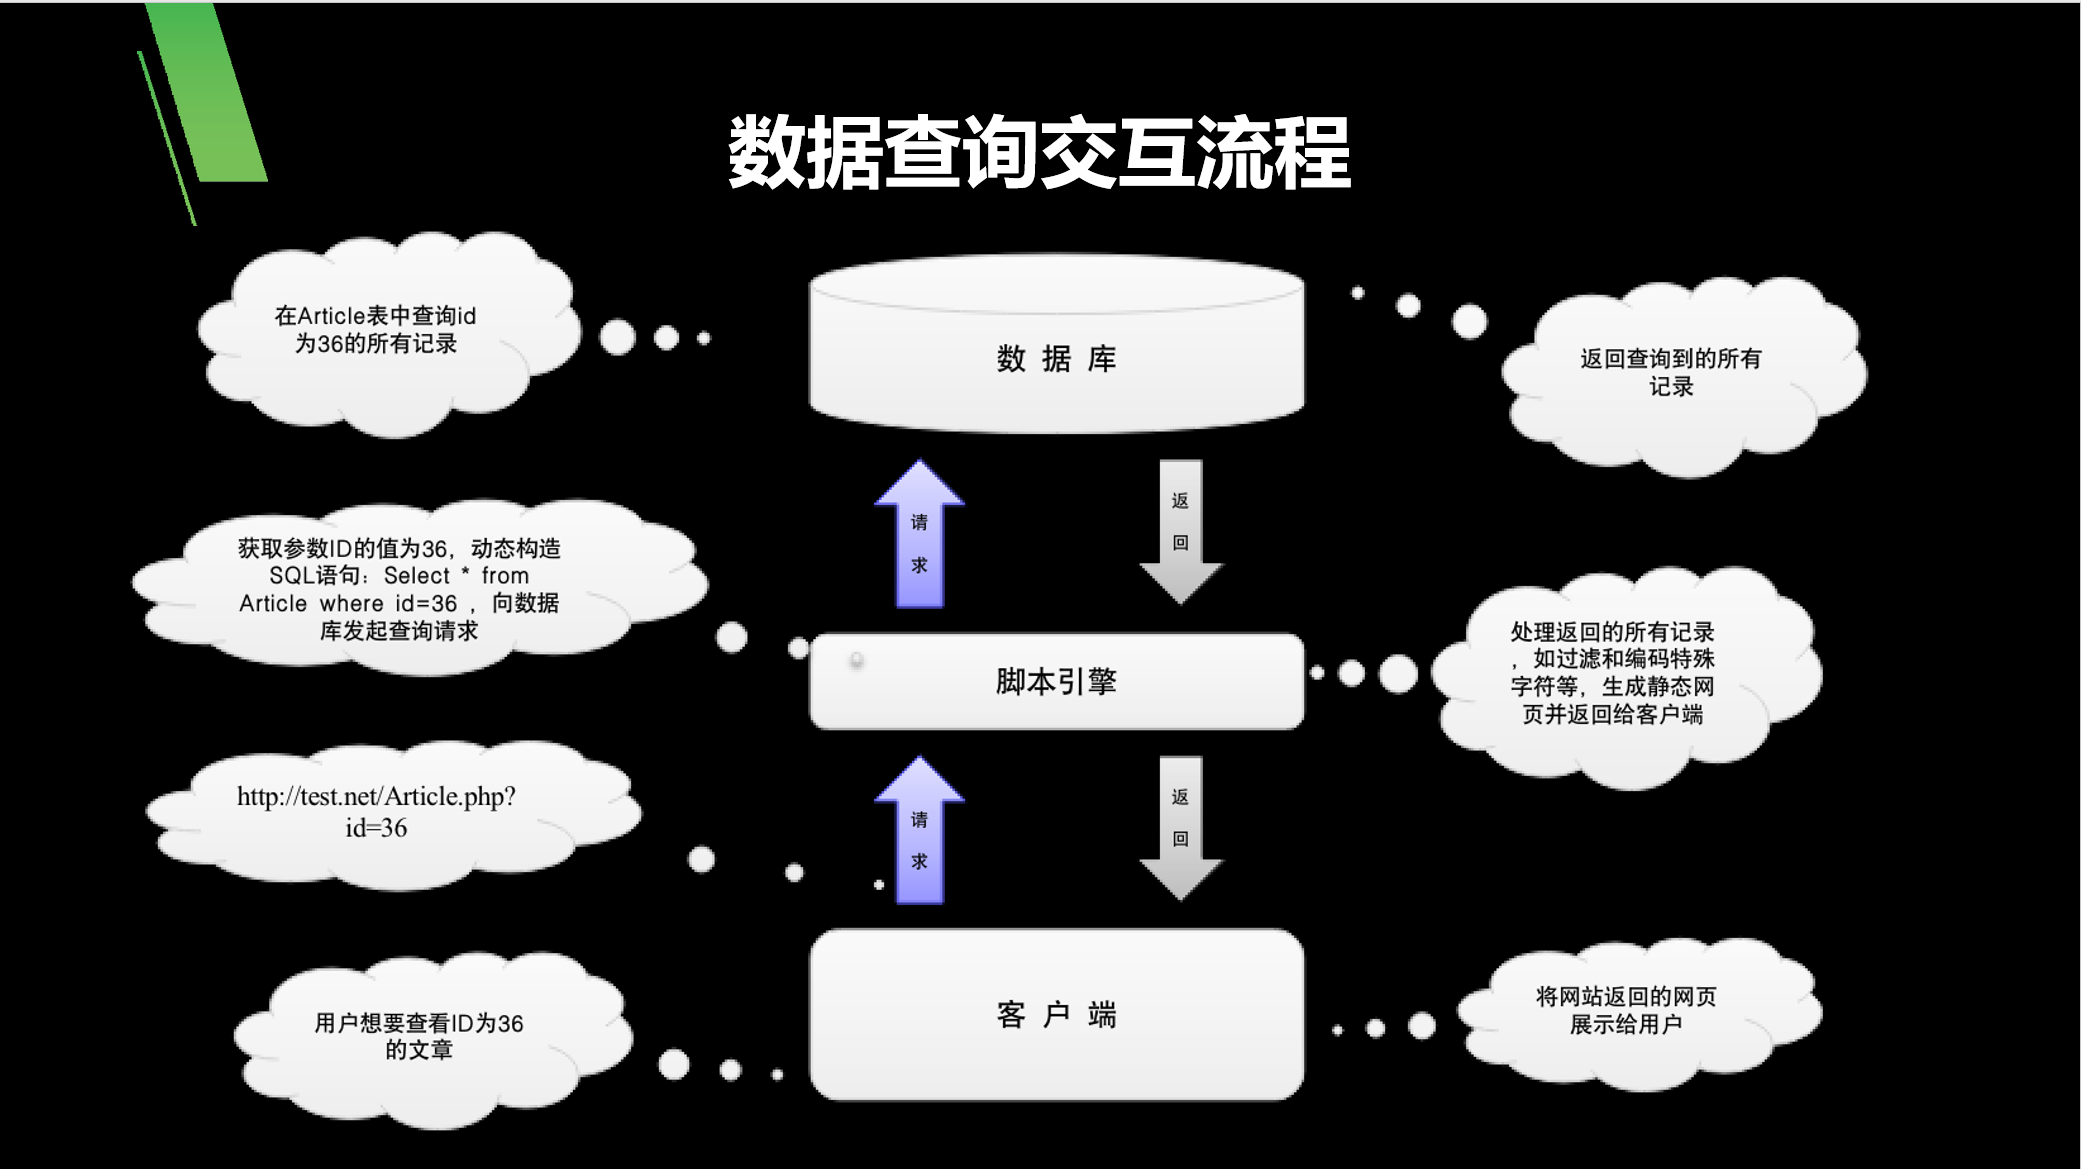 数据查询交互流程
在Article表中查询id
为36的所有记录
数 据 库
返回查询到的所有
记录
请
求
返
回
获取参数ID的值为36，动态构造
SQL语句：Select * from
Article where id=36 ，向数据
库发起查询请求
脚本引擎
处理返回的所有记录
，如过滤和编码特殊
字符等，生成静态网
页并返回给客户端
http://test.net/Article.php?
id=36
请
求
返
回
用户想要查看ID为36
的文章
客 户 端
将网站返回的网页
展示给用户